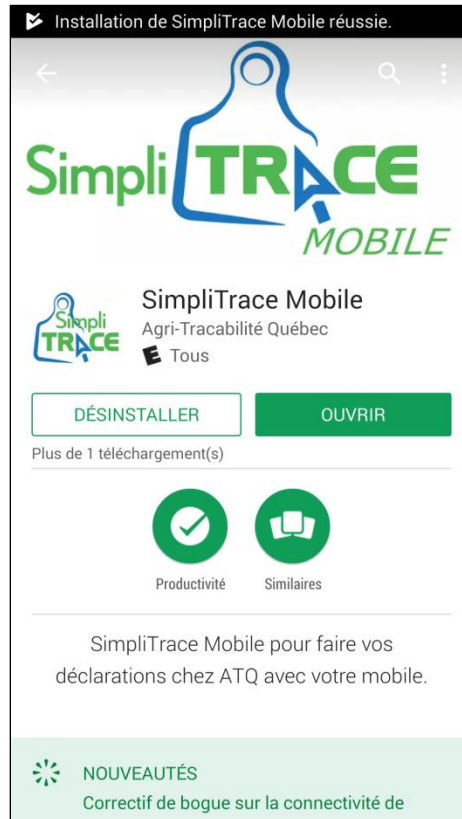 Installation de SimpliTrace Mobile réussie.
Simpli TRACE
MOBILE
Simpli
TRACE
SimpliTrace Mobile
Agri-Tracabilité Québec
E Tous
DÉSINSTALLER
OUVRIR
Plus de 1 téléchargement(s)
Productivité
Similaires
SimpliTrace Mobile pour faire vos
déclarations chez ATQ avec votre mobile.
NOUVEAUTÉS
Correctif de bogue sur la connectivité de